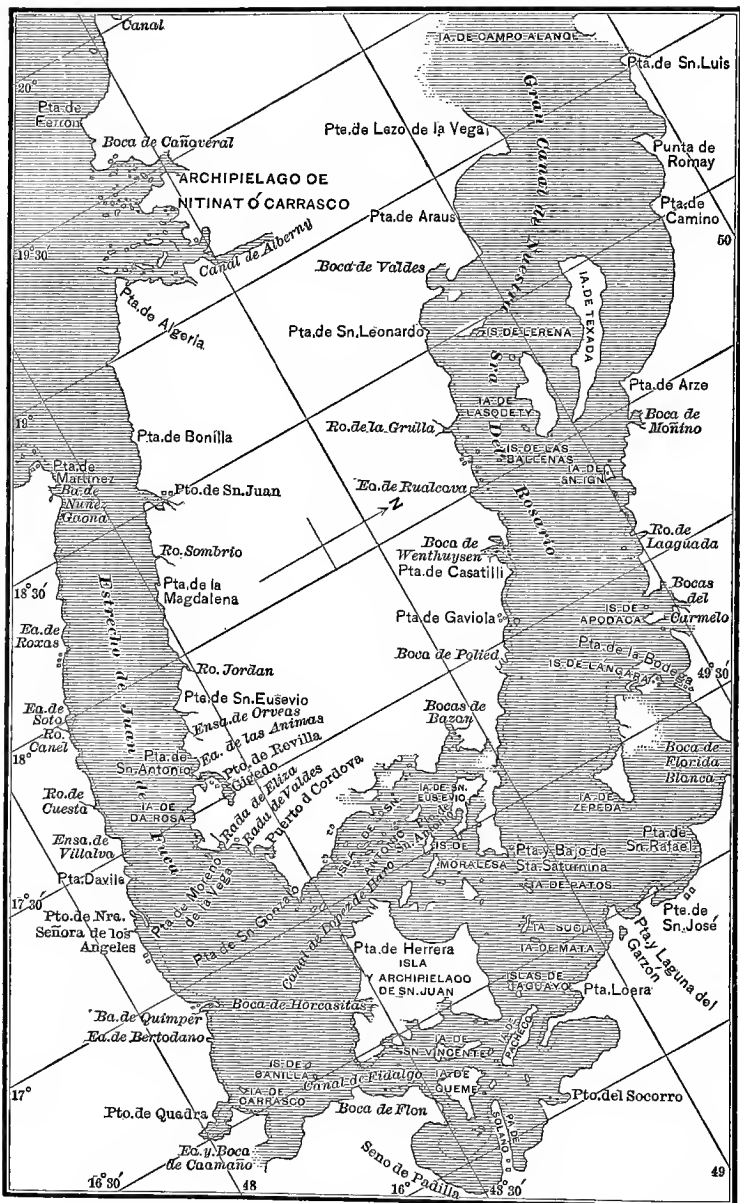 Canal
IA. DE CAMPO ALANGE
Pta. de Sn. Luis
20°
Pta. de Ferron
Gran Canal de Nuestra Sra Del Rosario
Pte. de Lazo de la Vega
Boca de Cañaveral
Punta de Romay
ARCHIPIELAGO DE
NITINAT Ó CARRASCO
Pta. de Camino
Pta. de Araus
50
19° 30′
Canal de Alberny
Boca de Valdes
Pta. de Algeria
IA. DE TEXADA
Pta. de Sn. Leonardo
IS. DE LERENA
Pta. de Arze
IA. DE LASQETY
Boca de Moñino
19°
Pta. de Bonilla
Ro. de la Grulla
IS. DE LAS BALLENAS
Pta. de Martinez
IA. DE SN. IGN
Ba. de Nuñez Gaona
Pto. de Sn. Juan
Ea. de Rualcava
N
Ro. Sombrio
Boca de Wenthuysen
Ro. de Laaguada
Pta. de la Magdalena
Pta. de Casatilli
Bocas del Carmelo
18° 30′
Estrecho de Juan de Fuca
IS. DE APODACA
Pta. de Gaviola
Pta. de la Bodega
Ea. de Roxas
Boca de Polied
IS. DE LANGARA
49° 30′
Ro. Jordan
Pta. de Sn. Eusevio
Ea. de Soto
Ensa. de Orveas
Bocas de Bazan
Ro. Canel
Ea. de las Animas
Boca de Florida Blanca
18°
Pta. de Sn. Antonio
Pto. de Revilla Gigedo
IA. DE SN. EUSEVIO
Ro. de Cuesta
IA. DE DA ROSA
Rada de Eliza
Rada de Valdes
Puerto d Cordova
IA. DE ZEPEDA
ISLA
DE SN. ANTONIO
Sn. Antonio
Ensa. de Villalva
IS. DE MORALESA
Pta. y Bajo de Sta. Saturnina
Pta. de Sn. Rafael
Pta. Davila
Pta. de Moreno de la Vega
IA. DE PATOS
17° 30′
Pta. de Sn. Gonzalo
Canal de Lopez de Haro
Pte. de Sn. José
Pto. de Nra. Señora de los Angeles
IA SUCIA
Pta. y Laguna del Garzón
Pta. de Herrera
IA DE MATA
ISLA
Y ARCHIPIELAGO
DE SN. JUAN
ISLAS DE AGUAYO
Pta. Loera
Boca de Horcasitas
Ba. de Quimper
IA. DE PACHECO
Ea. de Bertodano
IA. DE SN VINCENTE
IS. DE BANILLA
Canal de Fidalgo
IA. DE GUEME
17°
IA. DE CARRASCO
Pto. del Socorro
Pto. de Quadra
Boca de Flon
PA. DE SOLANO
Ea. y Boca de Caamaño
Seno de Padilla
16° 30′
48
16°
48° 30′
49